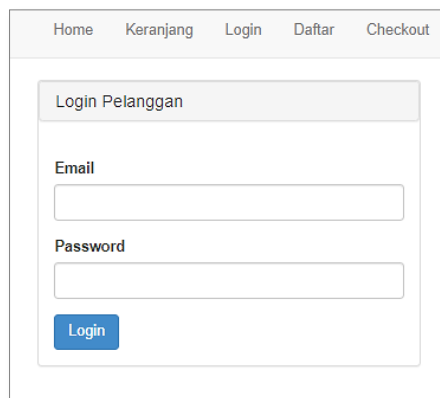 Home Keranjang Login Daftar Checkout
Login Pelanggan
Email
Password
Login